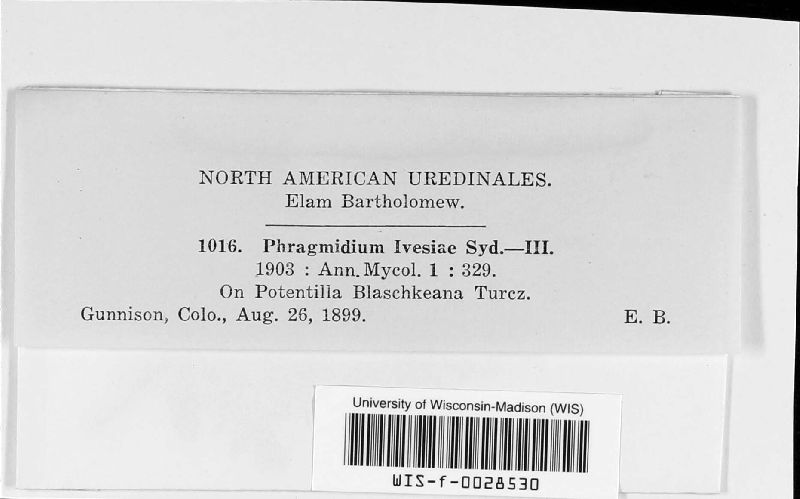 NORTH AMERICAN UREDINALES.
Elam Bartholomew.
1016. Phragmidium Ivesiae Syd.—III.
1903 : Ann. Mycol. 1 : 329.
On Potentilla Blaschkeana Turcz.
Gunnison, Colo., Aug. 26, 1899. E. B.
University of Wisconsin-Madison (WIS)
WIS-f-0028530